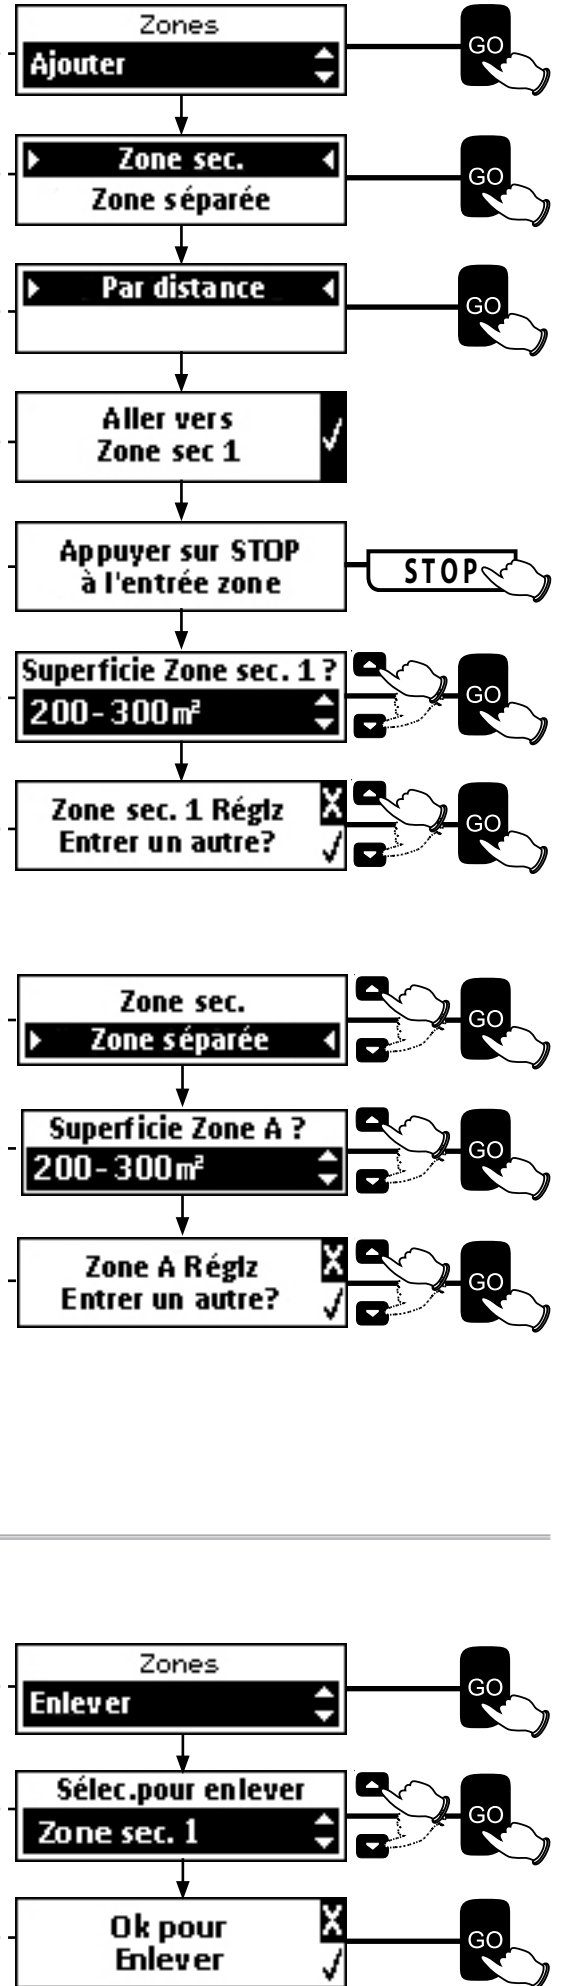 Zones
Ajouter
GO
Zone sec.
Zone séparée
GO
Par distance
GO
Aller vers
Zone sec 1
Appuyer sur STOP
à l'entrée zone
STOP
Superficie Zone sec. 1 ?
200-300m²
GO
Zone sec. 1 Réglz
Entrer un autre?
GO
Zone sec.
Zone séparée
GO
Superficie Zone A ?
200-300m²
GO
Zone A Réglz
Entrer un autre?
GO
Zones
Enlever
GO
Sélec.pour enlever
Zone sec. 1
GO
Ok pour
Enlever
GO